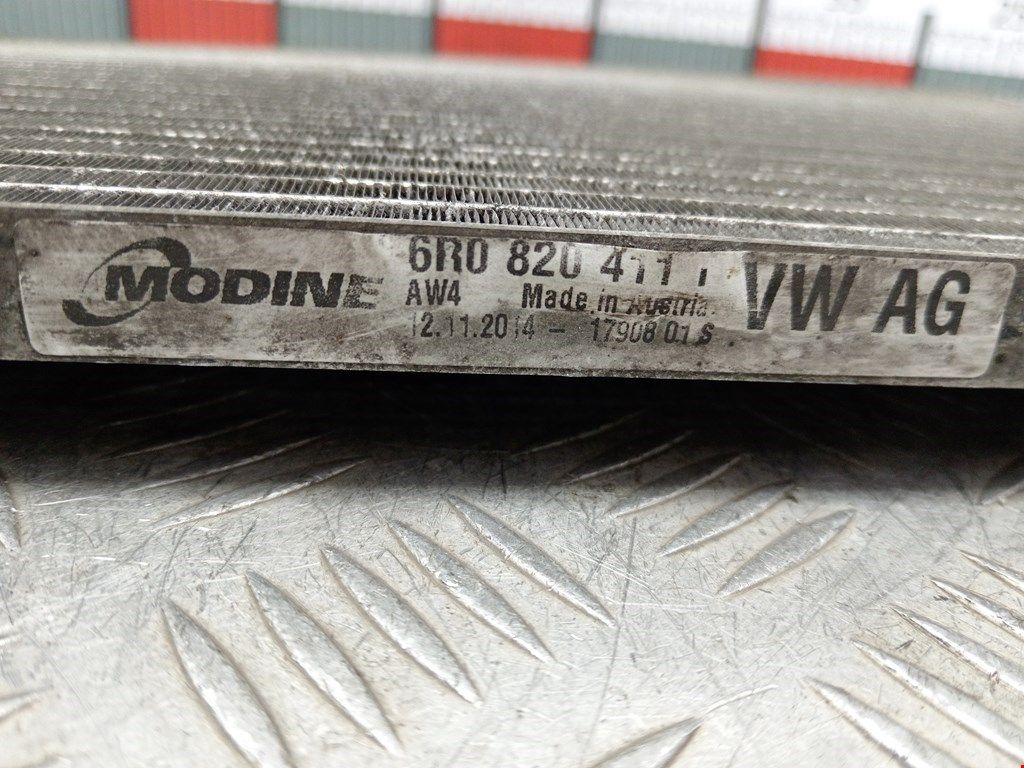 MODINE
6R0 820 411
VW AG
AW4 Made in Austria
12.11.2014 - 17908 01 S